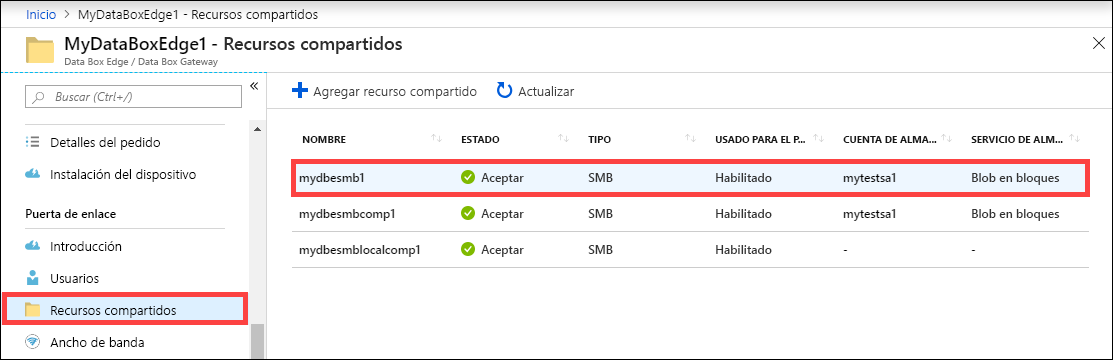 Inicio > MyDataBoxEdge1 - Recursos compartidos
MyDataBoxEdge1 - Recursos compartidos
Data Box Edge / Data Box Gateway
Buscar (Ctrl+/)
Detalles del pedido
Instalación del dispositivo
Puerta de enlace
Introducción
Usuarios
Recursos compartidos
Ancho de banda
Agregar recurso compartido Actualizar
NOMBRE ESTADO TIPO USADO PARA EL P... CUENTA DE ALMA... SERVICIO DE ALM...
mydbesmb1 Aceptar SMB Habilitado mytestsa1 Blob en bloques
mydbesmbcomp1 Aceptar SMB Habilitado mytestsa1 Blob en bloques
mydbesmblocalcomp1 Aceptar SMB Habilitado - -